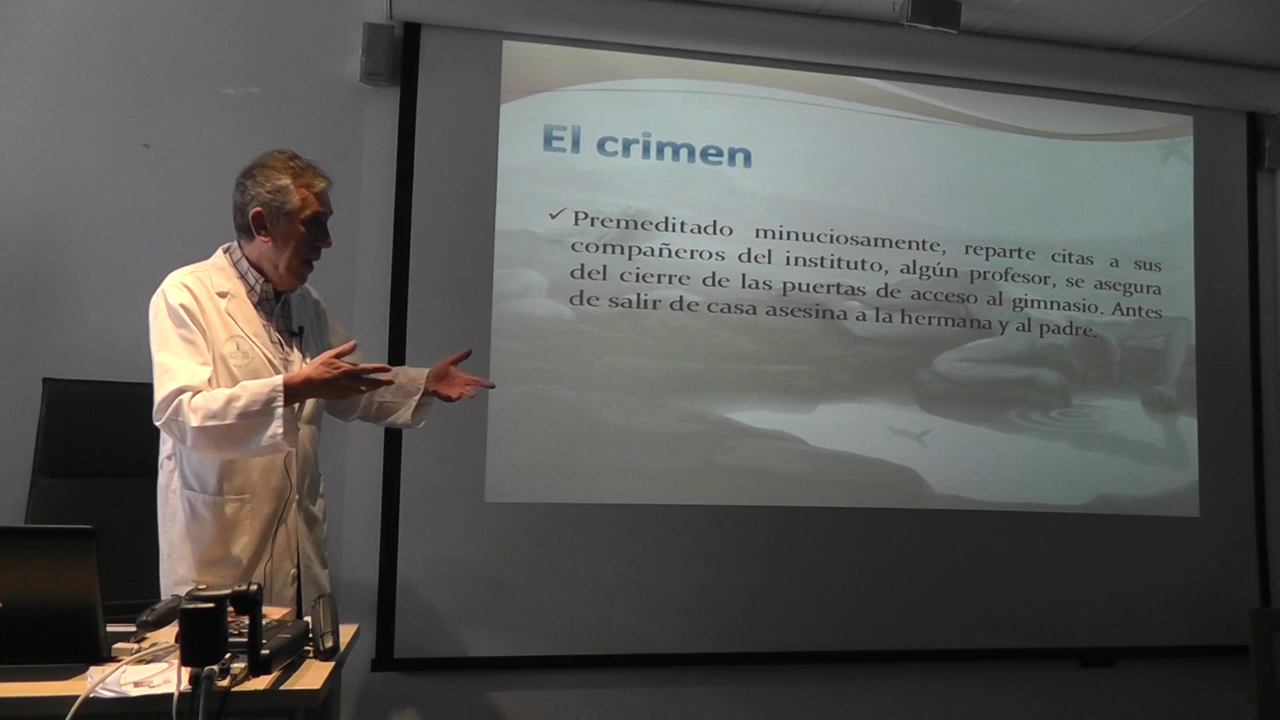 El crimen
✓ Premeditado minuciosamente, reparte citas a sus
compañeros del instituto, algún profesor, se asegura
del cierre de las puertas de acceso al gimnasio. Antes
de salir de casa asesina a la hermana y al padre.